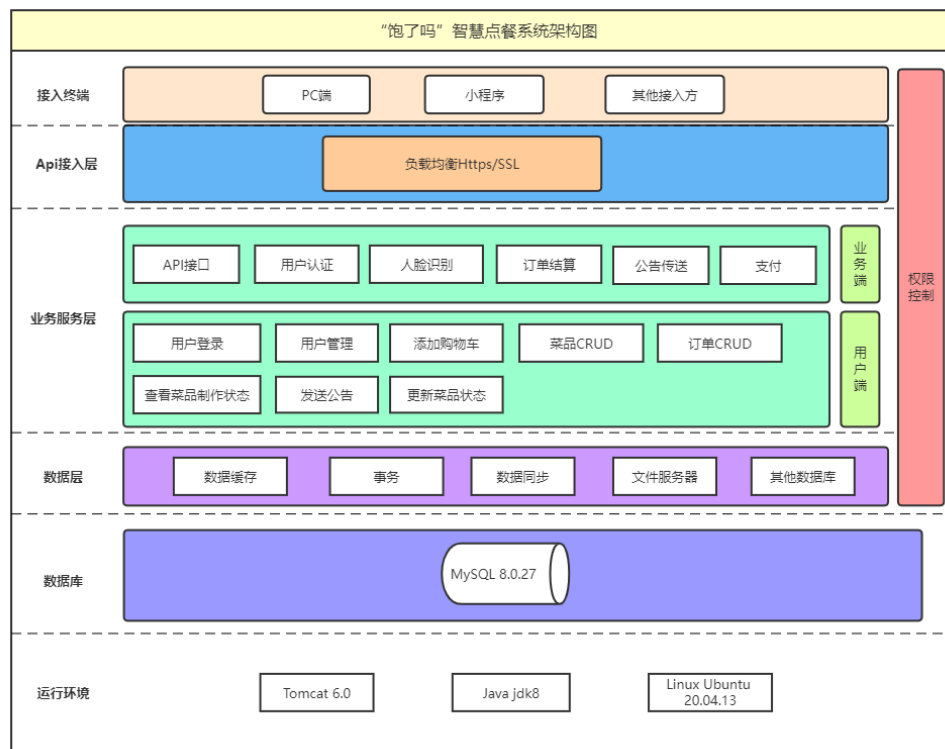 “饱了吗”智慧点餐系统架构图
接入终端
PC端
小程序
其他接入方
Api接入层
负载均衡Https/SSL
权限
控制
业务服务层
API接口
用户认证
人脸识别
订单结算
公告传送
支付
业
务
端
用户登录
用户管理
添加购物车
菜品CRUD
订单CRUD
查看菜品制作状态
发送公告
更新菜品状态
用
户
端
数据层
数据缓存
事务
数据同步
文件服务器
其他数据库
数据库
MySQL 8.0.27
运行环境
Tomcat 6.0
Java jdk8
Linux Ubuntu
20.04.13